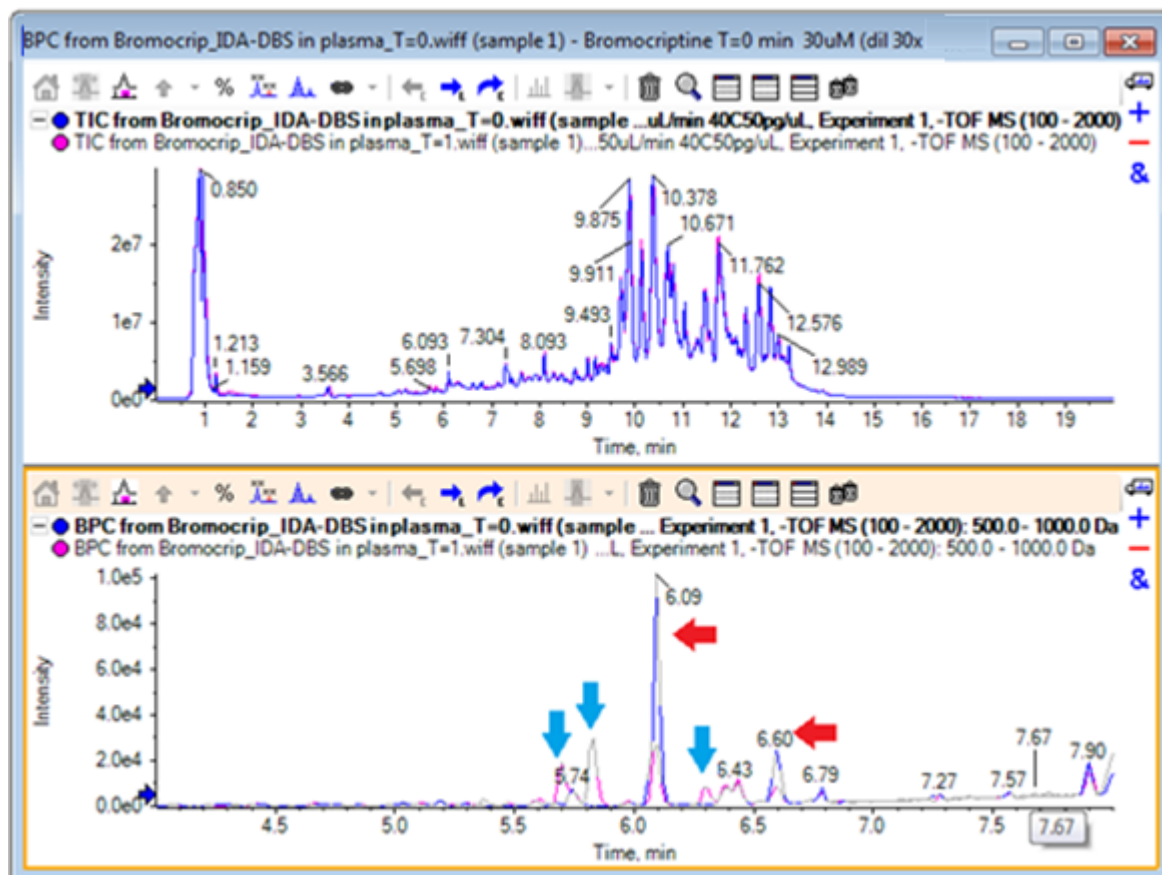 BPC from Bromocrip_IDA-DBS in plasma_T=0.wiff (sample 1) - Bromocriptine T=0 min  30uM (dil 30x
%
TIC from Bromocrip_IDA-DBS in plasma_T=0.wiff (sample ...uL/min 40C50pg/uL, Experiment 1, -TOF MS (100 - 2000)
TIC from Bromocrip_IDA-DBS in plasma_T=1.wiff (sample 1)...50uL/min 40C50pg/uL, Experiment 1, -TOF MS (100 - 2000)
+
&
Intensity
2e7
1e7
0e0
0.850
1.213
1.159
3.566
5.698
6.093
7.304
8.093
9.493
9.911
9.875
10.378
10.671
11.762
12.576
12.989
1 2 3 4 5 6 7 8 9 10 11 12 13 14 15 16 17 18 19
Time, min
%
BPC from Bromocrip_IDA-DBS in plasma_T=0.wiff (sample ... Experiment 1, -TOF MS (100 - 2000): 500.0 - 1000.0 Da
BPC from Bromocrip_IDA-DBS in plasma_T=1.wiff (sample 1) ...L, Experiment 1, -TOF MS (100 - 2000): 500.0 - 1000.0 Da
+
&
Intensity
1.0e5
8.0e4
6.0e4
4.0e4
2.0e4
0.0e0
5.74
6.09
6.43
6.60
6.79
7.27
7.57
7.67
7.90
4.5 5.0 5.5 6.0 6.5 7.0 7.5
7.67
Time, min